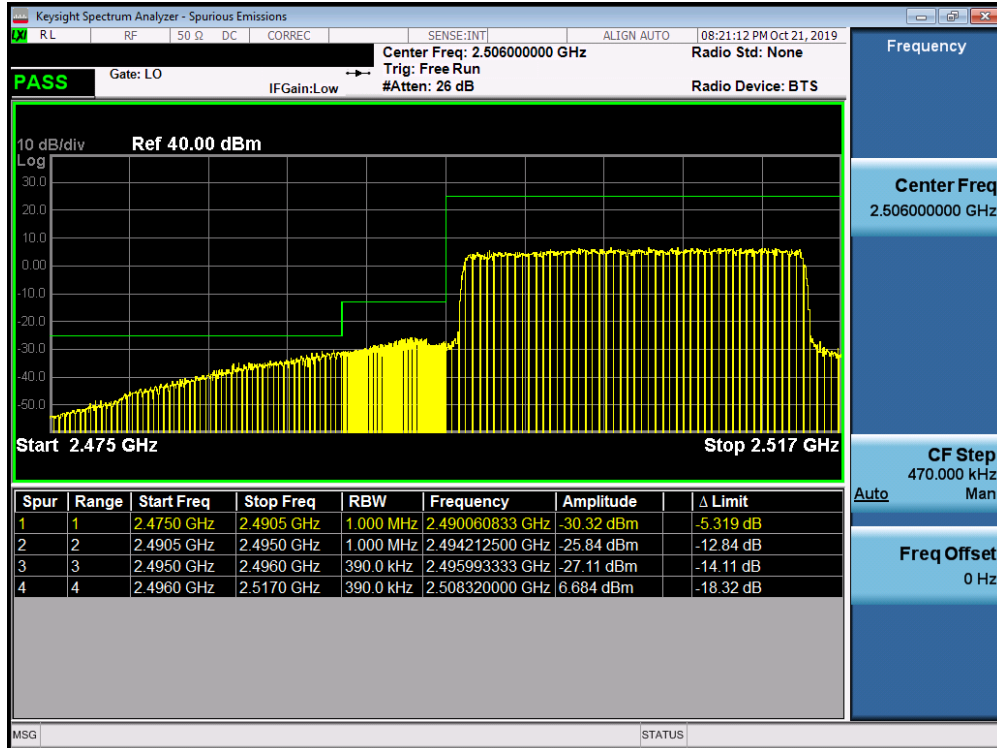 Keysight Spectrum Analyzer - Spurious Emissions
LXI RL RF 50 Ω DC CORREC SENSE:INT ALIGN AUTO 08:21:12 PM Oct 21, 2019
Center Freq: 2.506000000 GHz Radio Std: None
Gate: LO Trig: Free Run
PASS IFGain:Low #Atten: 26 dB Radio Device: BTS
10 dB/div Ref 40.00 dBm
Log
30.0
20.0
10.0
0.00
-10.0
-20.0
-30.0
-40.0
-50.0
Start 2.475 GHz Stop 2.517 GHz
Spur Range Start Freq Stop Freq RBW Frequency Amplitude Δ Limit
1 1 2.4750 GHz 2.4905 GHz 1.000 MHz 2.490060833 GHz -30.32 dBm -5.319 dB
2 2 2.4905 GHz 2.4950 GHz 1.000 MHz 2.494212500 GHz -25.84 dBm -12.84 dB
3 3 2.4950 GHz 2.4960 GHz 390.0 kHz 2.495993333 GHz -27.11 dBm -14.11 dB
4 4 2.4960 GHz 2.5170 GHz 390.0 kHz 2.508320000 GHz 6.684 dBm -18.32 dB
MSG STATUS
Frequency
Center Freq
2.506000000 GHz
CF Step
470.000 kHz
Auto Man
Freq Offset
0 Hz